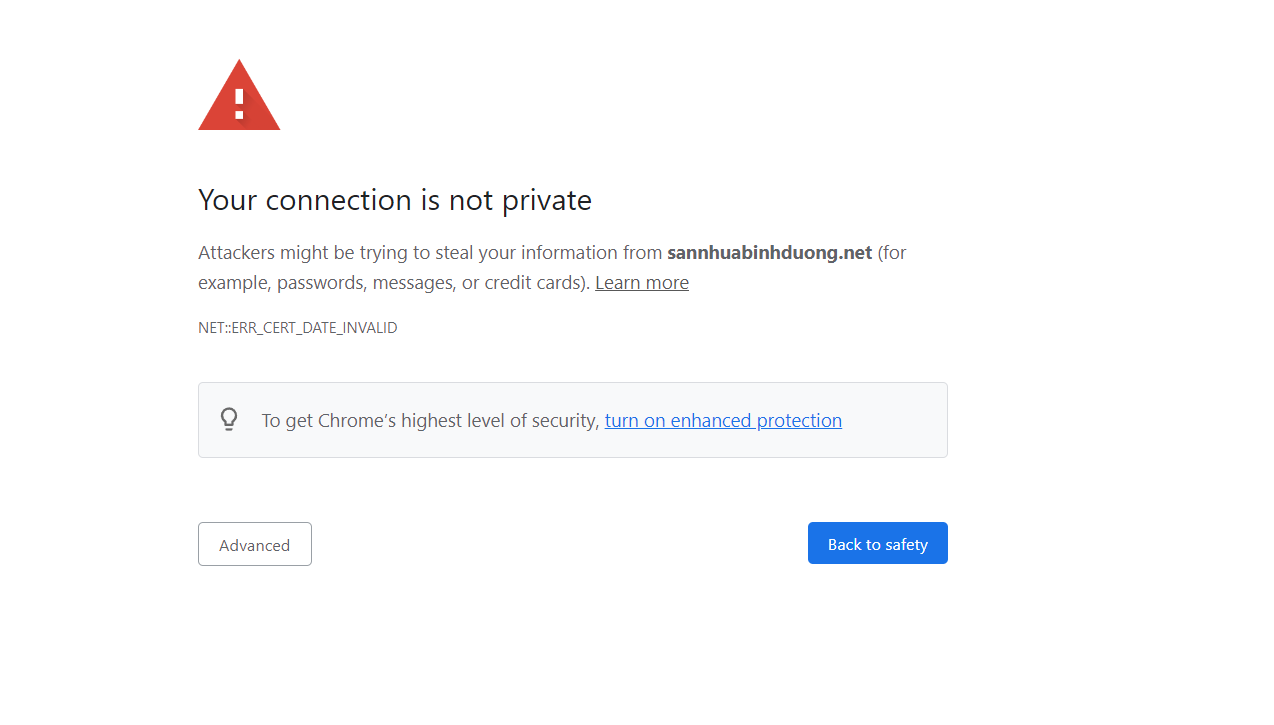 Your connection is not private
Attackers might be trying to steal your information from sannhuabinhduong.net (for
example, passwords, messages, or credit cards). Learn more
NET::ERR_CERT_DATE_INVALID
To get Chrome’s highest level of security, turn on enhanced protection
Advanced
Back to safety